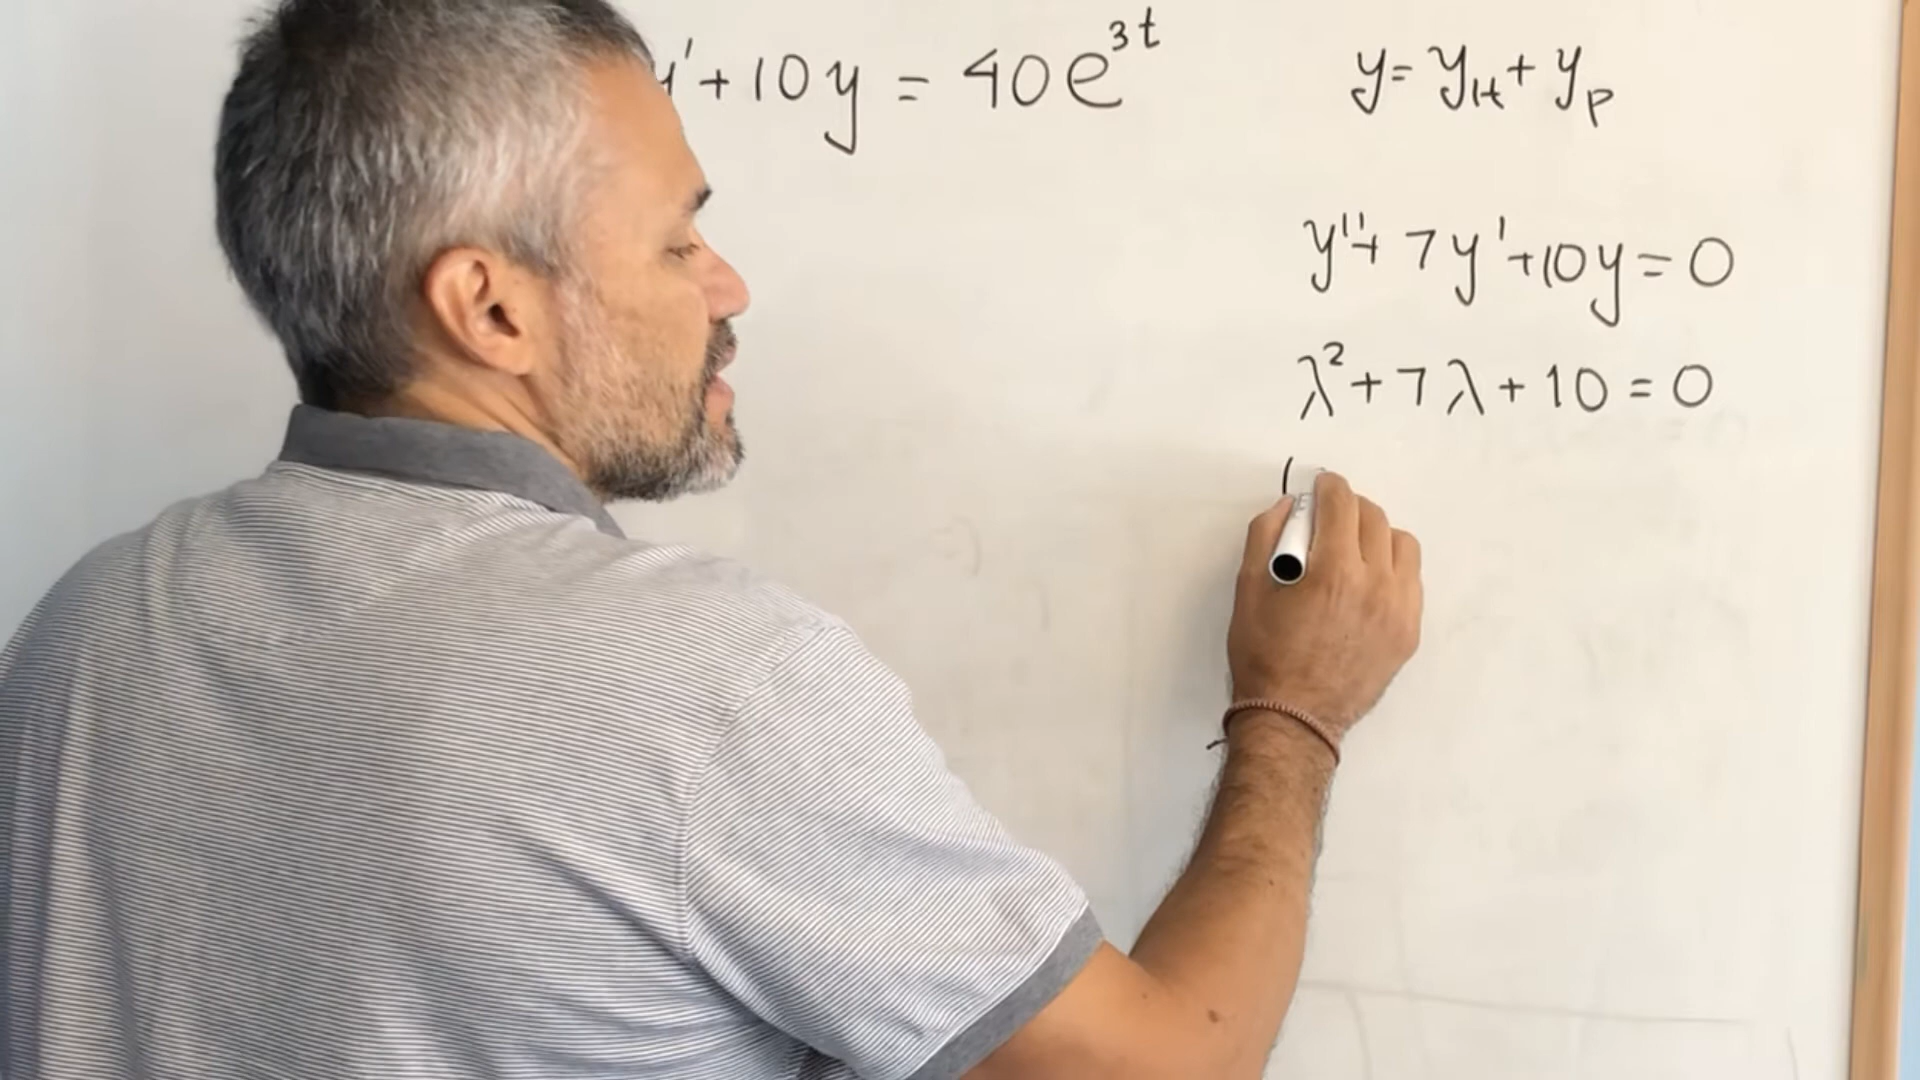 y' + 10y = 40e^{3t}
y = y_H + y_p
y'' + 7y' + 10y = 0
λ² + 7λ + 10 = 0
(